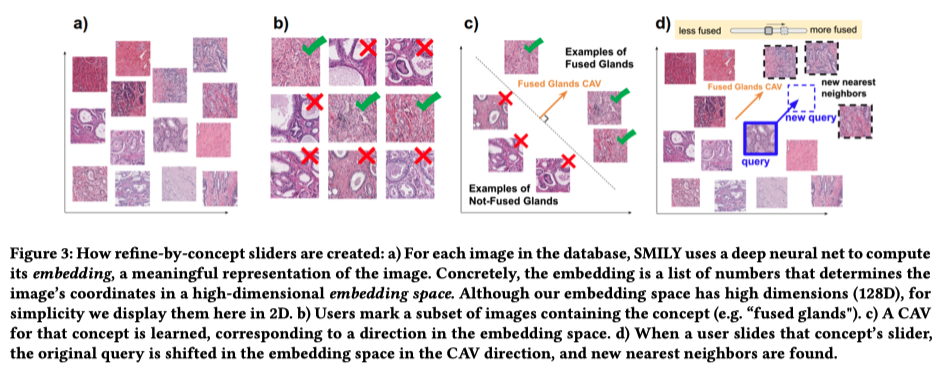 a)
b)
c)
d)
Examples of
Fused Glands
Fused Glands CAV
Examples of
Not-Fused Glands
less fused
more fused
Fused Glands CAV
new nearest
neighbors
new query
query
Figure 3: How refine-by-concept sliders are created: a) For each image in the database, SMILY uses a deep neural net to compute
its embedding, a meaningful representation of the image. Concretely, the embedding is a list of numbers that determines the
image's coordinates in a high-dimensional embedding space. Although our embedding space has high dimensions (128D), for
simplicity we display them here in 2D. b) Users mark a subset of images containing the concept (e.g. “fused glands"). c) A CAV
for that concept is learned, corresponding to a direction in the embedding space. d) When a user slides that concept's slider,
the original query is shifted in the embedding space in the CAV direction, and new nearest neighbors are found.